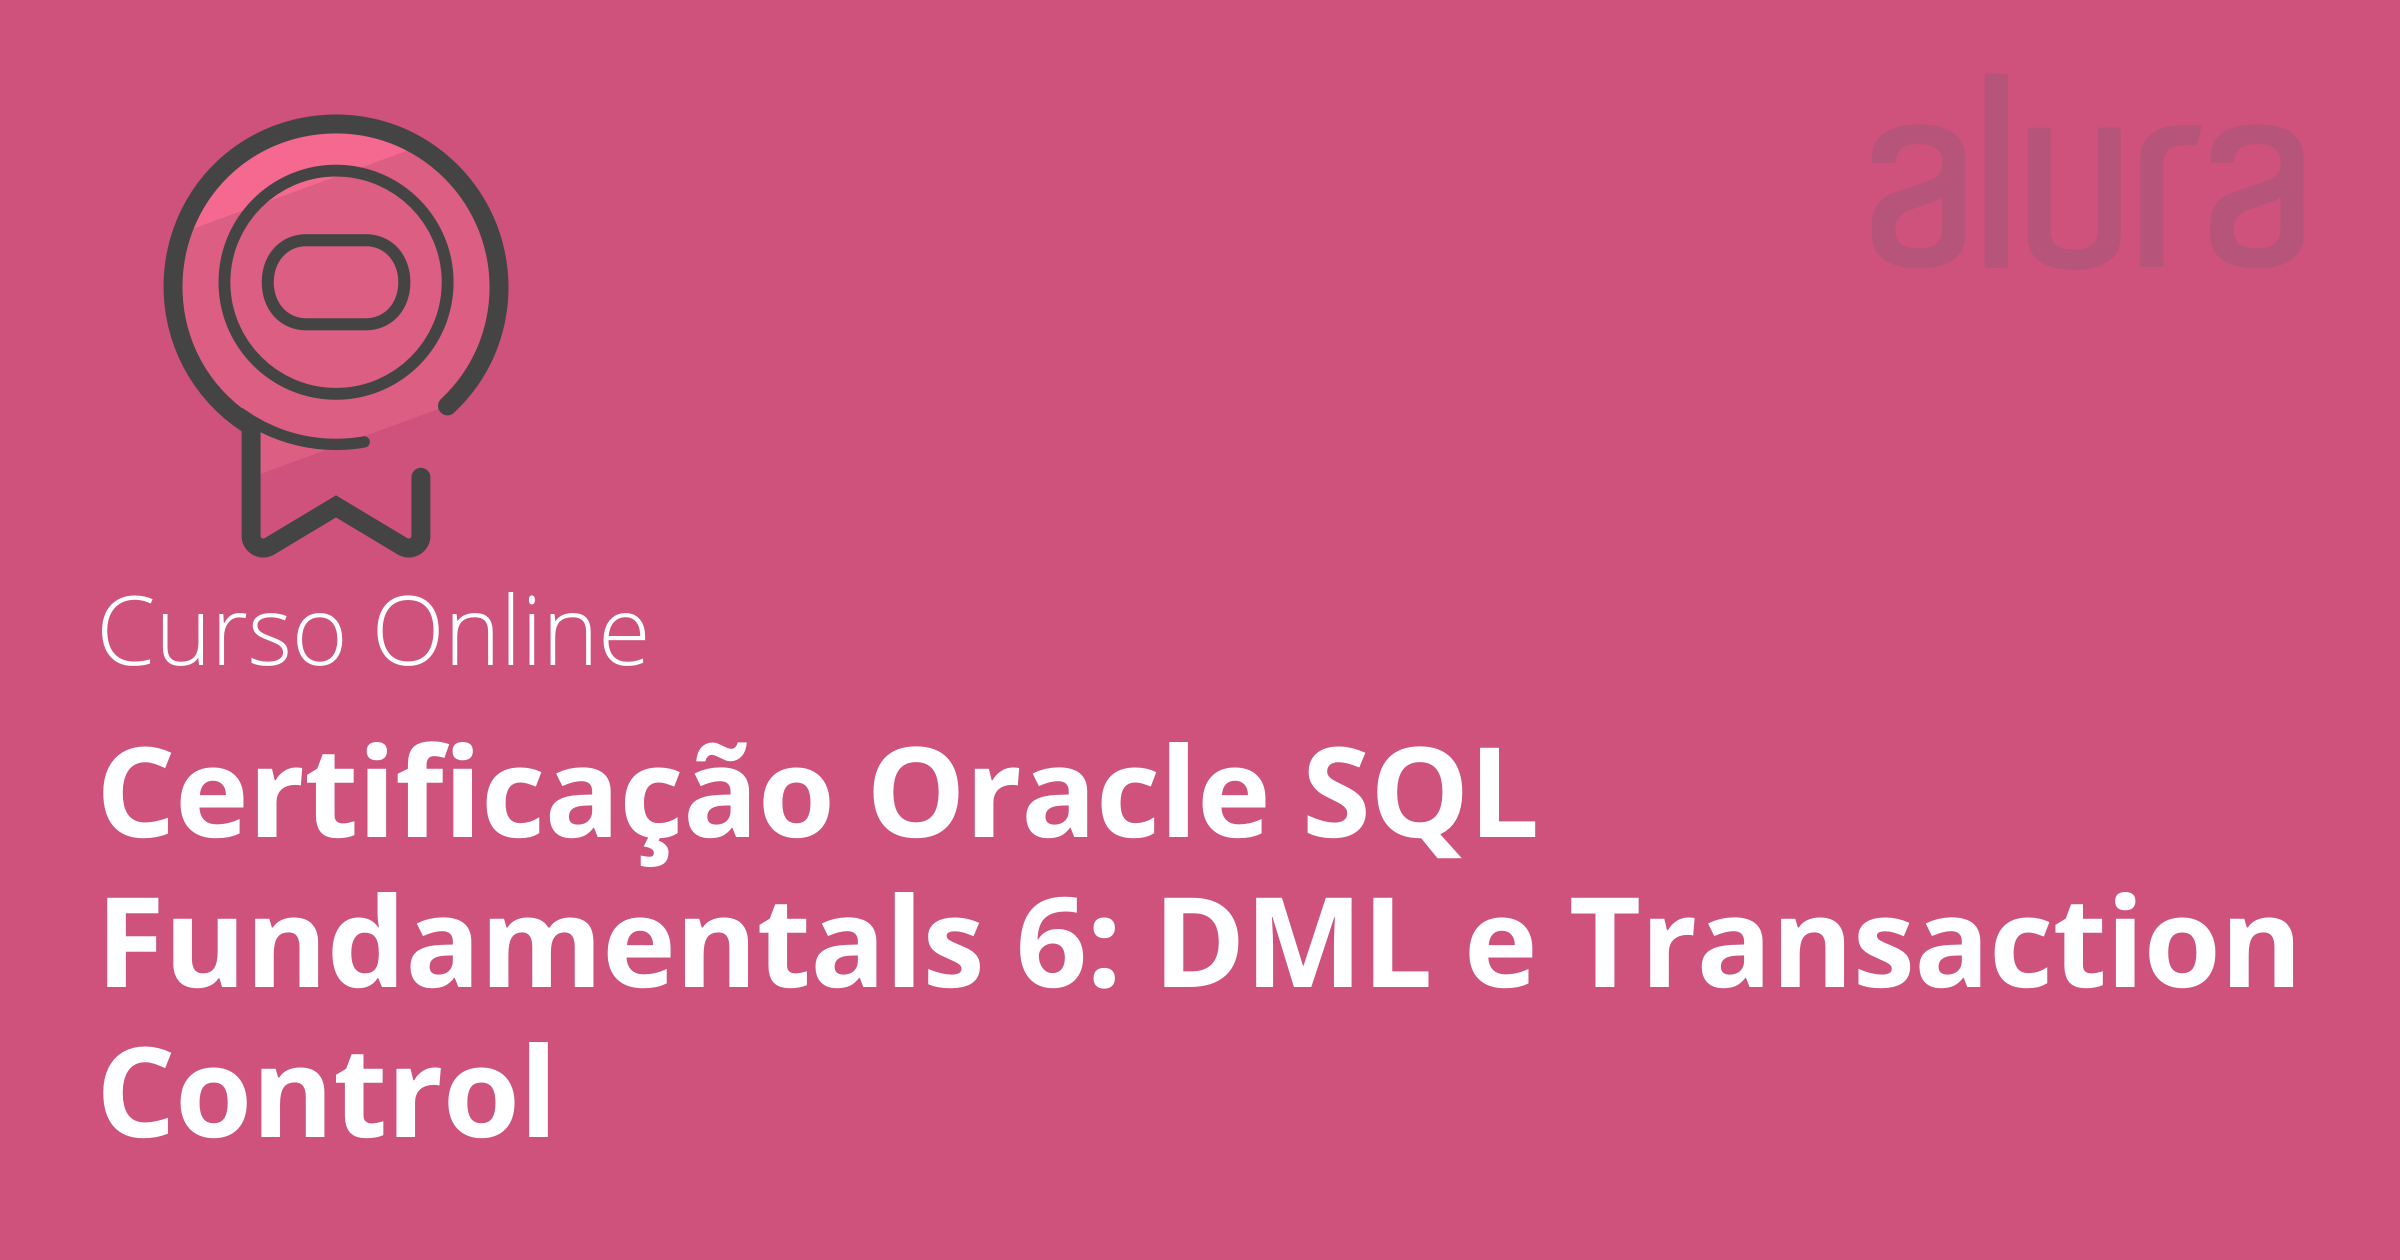 alura
Curso Online
Certificação Oracle SQL
Fundamentals 6: DML e Transaction
Control